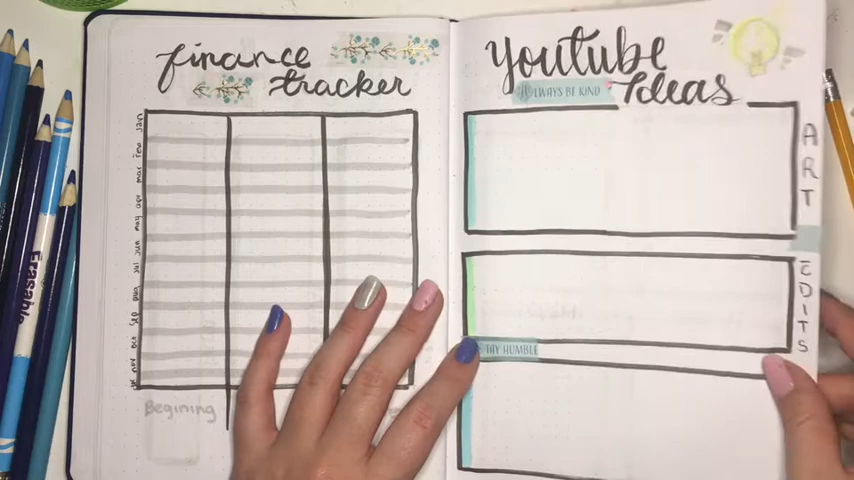 finance
tracker
Jan
Feb
mar
apr
may
Jun
Jul
aug
Sep
oct
nov
Begining
Youtube
ALWAYS BE KIND
Ideas
ART
EDITS
STAY HUMBLE
Erasable